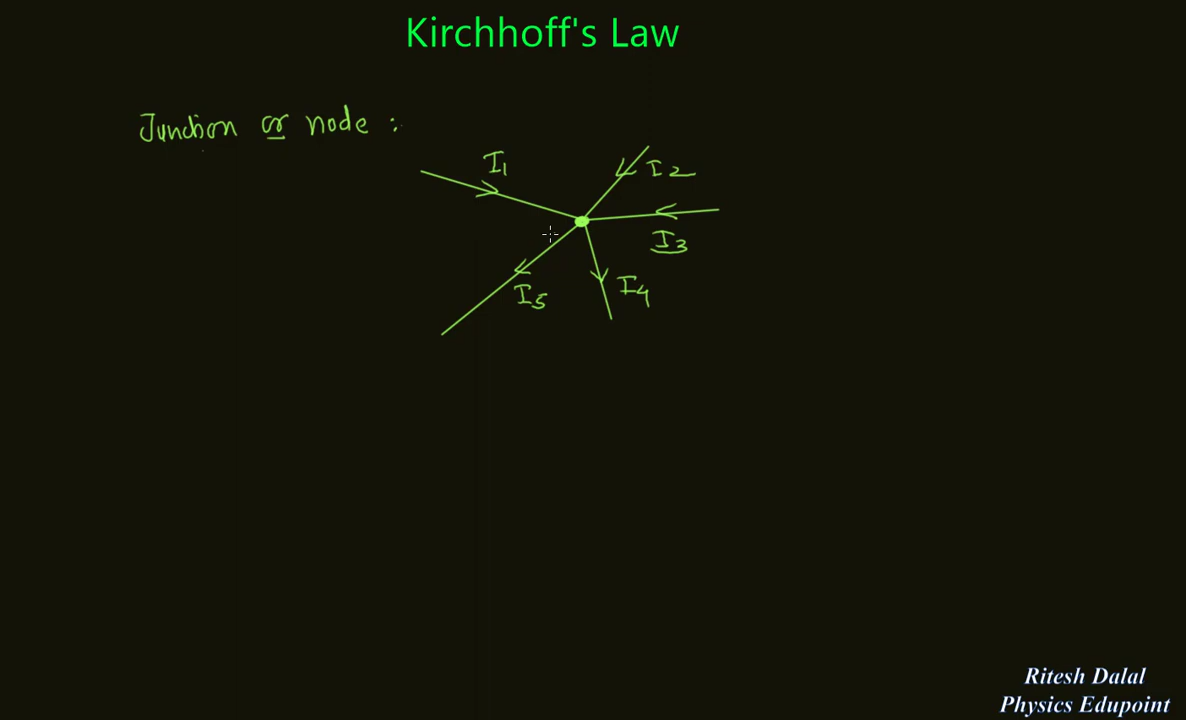 Kirchhoff's Law
Junction or node :
I1
I2
I3
I4
I5
Ritesh Dalal
Physics Edupoint